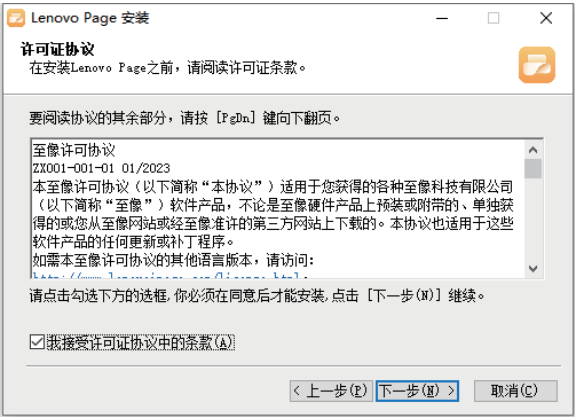 Lenovo Page 安装
许可证协议
在安装Lenovo Page之前，请阅读许可证条款。
要阅读协议的其余部分，请按 [PgDn] 键向下翻页。
至像许可协议
ZX001-001-01 01/2023
本至像许可协议（以下简称“本协议”）适用于您获得的各种至像科技有限公司
（以下简称“至像”）软件产品，不论是至像硬件产品上预装或附带的、单独获
得的或您从至像网站或经至像准许的第三方网站上下载的。本协议也适用于这些
软件产品的任何更新或补丁程序。
如需本至像许可协议的其他语言版本，请访问:
请点击勾选下方的选框,你必须在同意后才能安装,点击 [下一步(N)] 继续。
我接受许可证协议中的条款(A)
< 上一步(P) 下一步(N) > 取消(C)